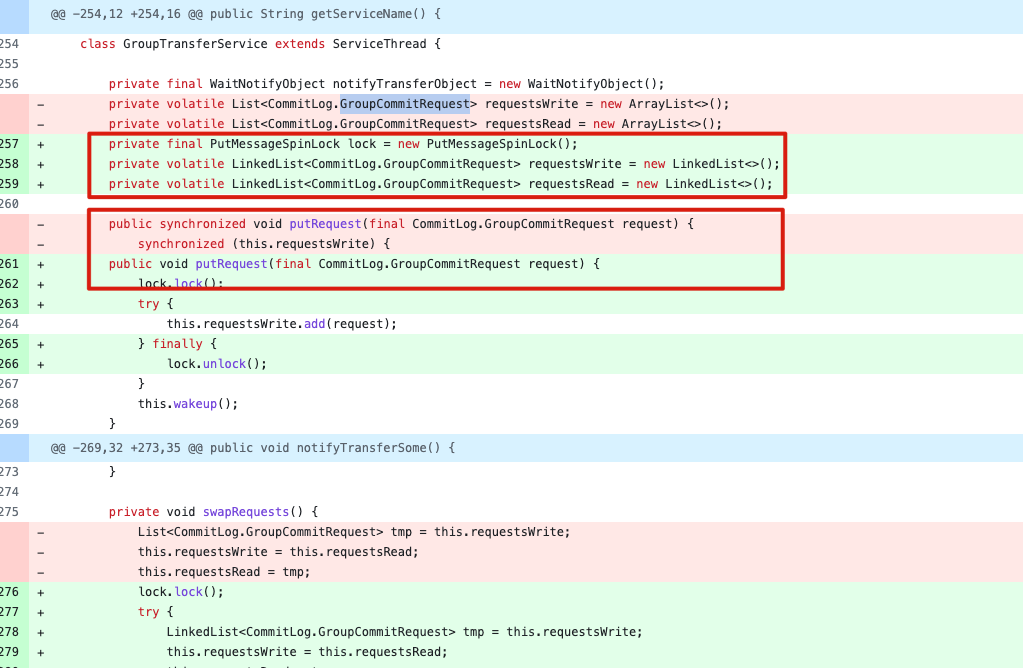 @@ -254,12 +254,16 @@ public String getServiceName() {
254 class GroupTransferService extends ServiceThread {
255
256 private final WaitNotifyObject notifyTransferObject = new WaitNotifyObject();
- private volatile List<CommitLog.GroupCommitRequest> requestsWrite = new ArrayList<>();
- private volatile List<CommitLog.GroupCommitRequest> requestsRead = new ArrayList<>();
257 + private final PutMessageSpinLock lock = new PutMessageSpinLock();
258 + private volatile LinkedList<CommitLog.GroupCommitRequest> requestsWrite = new LinkedList<>();
259 + private volatile LinkedList<CommitLog.GroupCommitRequest> requestsRead = new LinkedList<>();
260
- public synchronized void putRequest(final CommitLog.GroupCommitRequest request) {
- synchronized (this.requestsWrite) {
261 + public void putRequest(final CommitLog.GroupCommitRequest request) {
262 + lock.lock();
263 + try {
264 this.requestsWrite.add(request);
265 + } finally {
266 + lock.unlock();
267 }
268 this.wakeup();
269 }
@@ -269,32 +273,35 @@ public void notifyTransferSome() {
273 }
274
275 private void swapRequests() {
- List<CommitLog.GroupCommitRequest> tmp = this.requestsWrite;
- this.requestsWrite = this.requestsRead;
- this.requestsRead = tmp;
276 + lock.lock();
277 + try {
278 + LinkedList<CommitLog.GroupCommitRequest> tmp = this.requestsWrite;
279 + this.requestsWrite = this.requestsRead;